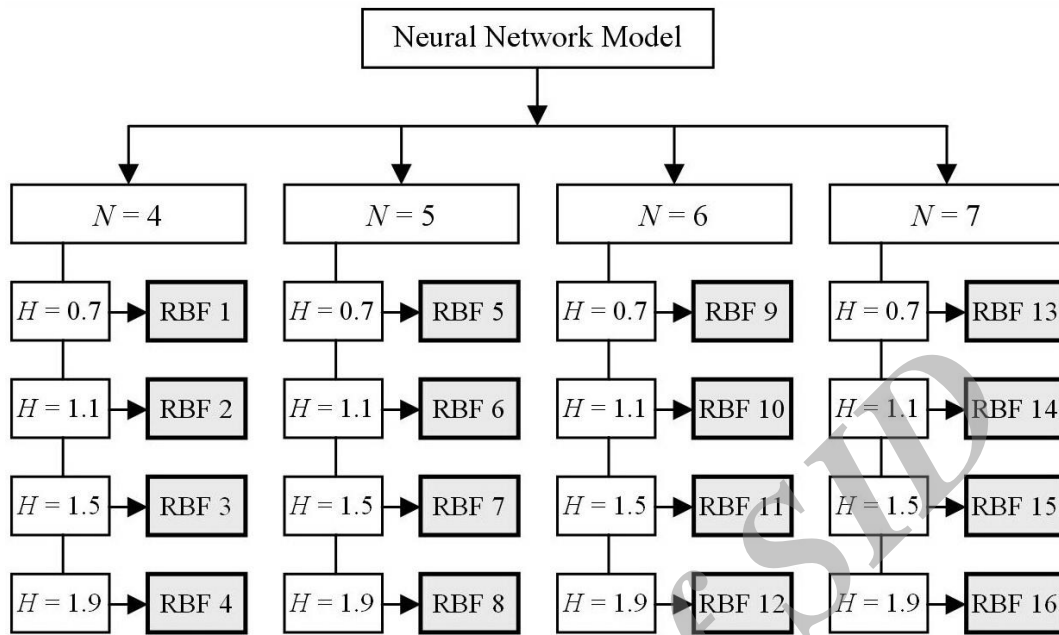 Neural Network Model
N = 4
N = 5
N = 6
N = 7
H = 0.7
RBF 1
H = 0.7
RBF 5
H = 0.7
RBF 9
H = 0.7
RBF 13
H = 1.1
RBF 2
H = 1.1
RBF 6
H = 1.1
RBF 10
H = 1.1
RBF 14
H = 1.5
RBF 3
H = 1.5
RBF 7
H = 1.5
RBF 11
H = 1.5
RBF 15
H = 1.9
RBF 4
H = 1.9
RBF 8
H = 1.9
RBF 12
H = 1.9
RBF 16
f SID